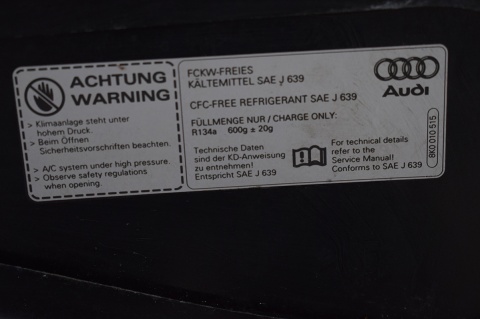 ACHTUNG
WARNING
> Klimaanlage steht unter
hohem Druck.
> Beim Öffnen
Sicherheitsvorschriften beachten.
> A/C system under high pressure.
> Observe safety regulations
when opening.
FCKW-FREIES
KÄLTEMITTEL SAE J 639
CFC-FREE REFRIGERANT SAE J 639
FÜLLMENGE NUR / CHARGE ONLY:
R134a 600g ± 20g
Technische Daten
sind der KD-Anweisung
zu entnehmen!
Entspricht SAE J 639
For technical details
refer to the
Service Manual!
Conforms to SAE J 639
Audi
8K0 010 515